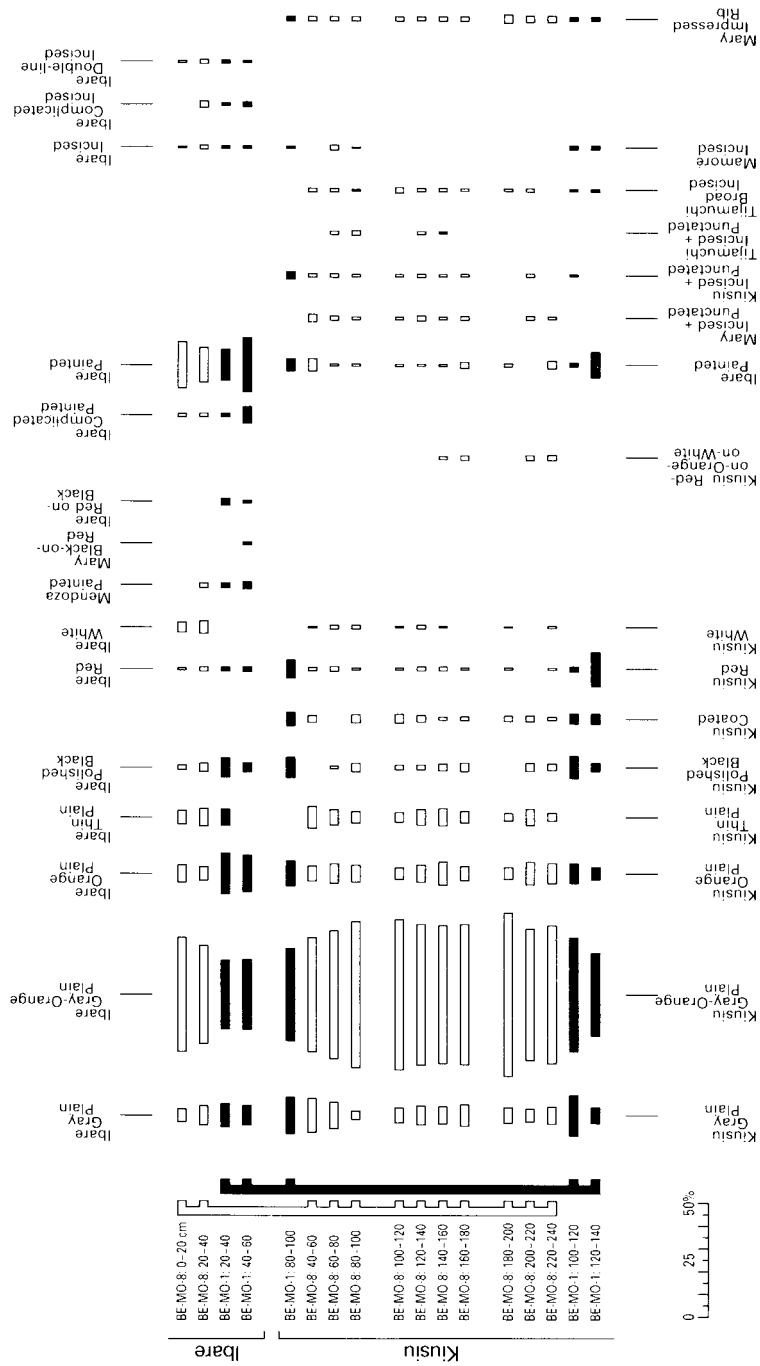 Ibare
Gray
Plain
Ibare
Gray-Orange
Plain
Ibare
Orange
Plain
Ibare
Thin
Plain
Ibare
Polished
Black
Ibare
Red
Ibare
White
Mendoza
Painted
Mary
Black-on-
Red
Ibare
Red on
Black
Ibare
Complicated
Painted
Ibare
Painted
Ibare
Incised
Ibare
Complicated
Incised
Ibare
Double-line
Incised
Ibare
BE-MO-8: 0-20 cm
BE-MO-8: 20-40
BE-MO-1: 20-40
BE-MO-1: 40-60
Kiusiu
BE-MO-1: 80-100
BE-MO-8: 40-60
BE-MO-8: 60-80
BE-MO-8: 80-100
BE-MO-8: 100-120
BE-MO-8: 120-140
BE-MO-8: 140-160
BE-MO-8: 160-180
BE-MO-8: 180-200
BE-MO-8: 200-220
BE-MO-8: 220-240
BE-MO-1: 100-120
BE-MO-1: 120-140
0
50%
Kiusiu
Gray
Plain
Kiusiu
Gray-Orange
Plain
Kiusiu
Orange
Plain
Kiusiu
Thin
Plain
Kiusiu
Polished
Black
Kiusiu
Coated
Kiusiu
Red
Kiusiu
White
Kiusiu Red-
on-Orange-
on-White
Ibare
Painted
Mary
Incised +
Punctated
Kiusiu
Incised +
Punctated
Tijamuchi
Incised +
Punctated
Tijamuchi
Broad
Incised
Mamoré
Incised
Mary
Impressed
Rib